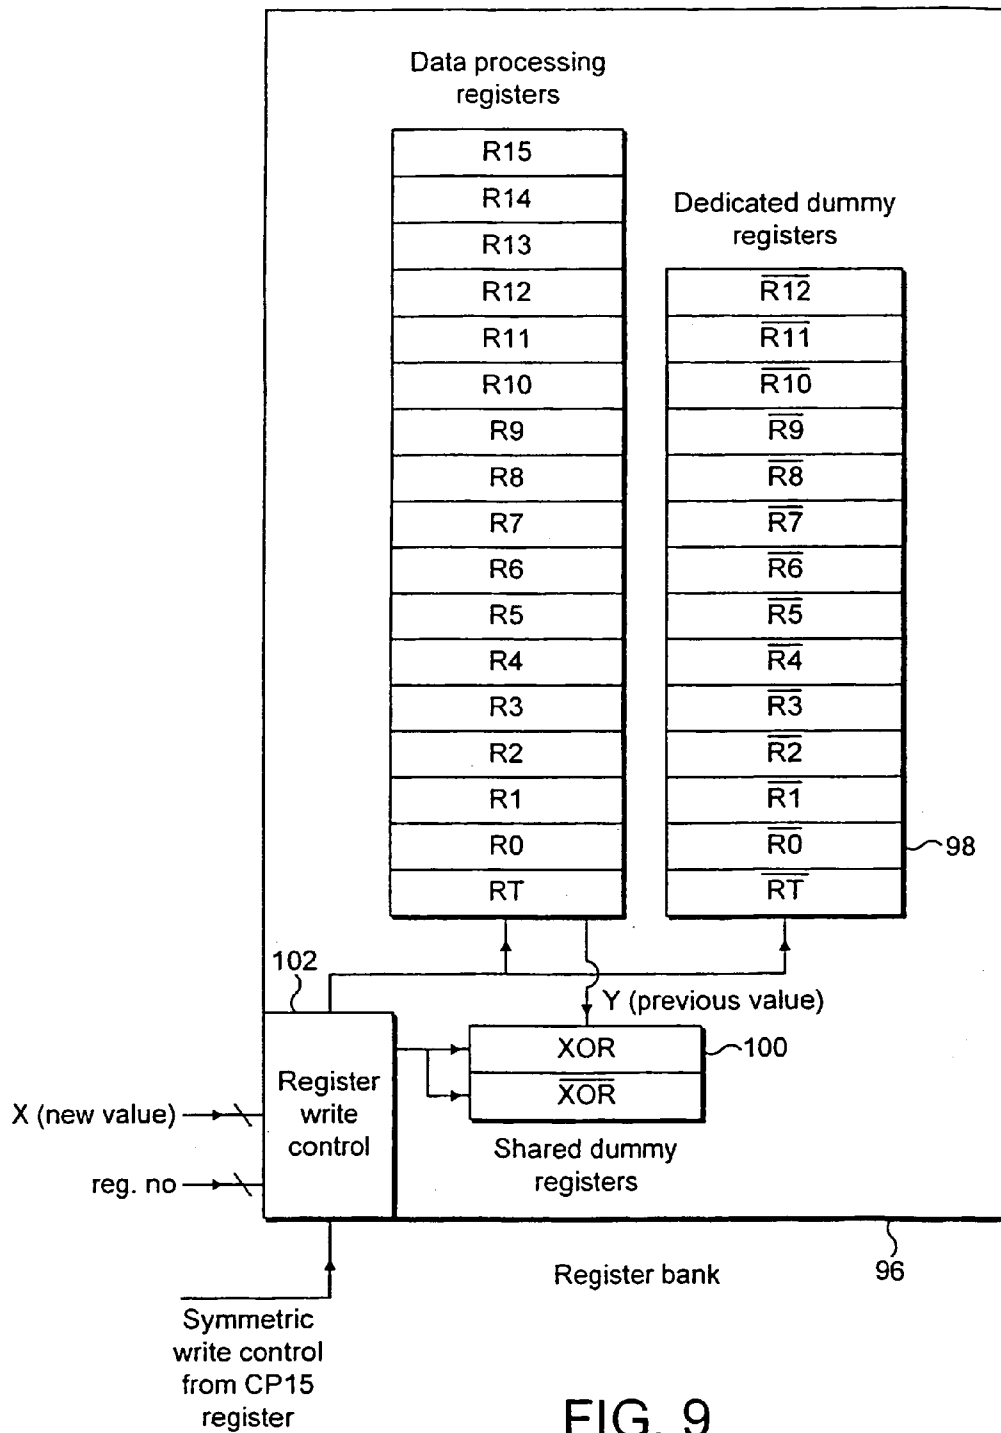 Data processing
registers
R15
R14
R13
R12
R11
R10
R9
R8
R7
R6
R5
R4
R3
R2
R1
R0
RT
Dedicated dummy
registers
R̅1̅2̅
R̅1̅1̅
R̅1̅0̅
R̅9̅
R̅8̅
R̅7̅
R̅6̅
R̅5̅
R̅4̅
R̅3̅
R̅2̅
R̅1̅
R̅0̅
R̅T̅
98
102
Y (previous value)
XOR
X̅O̅R̅
100
Shared dummy
registers
Register
write
control
X (new value)
reg. no
Register bank
96
Symmetric
write control
from CP15
register
FIG. 9